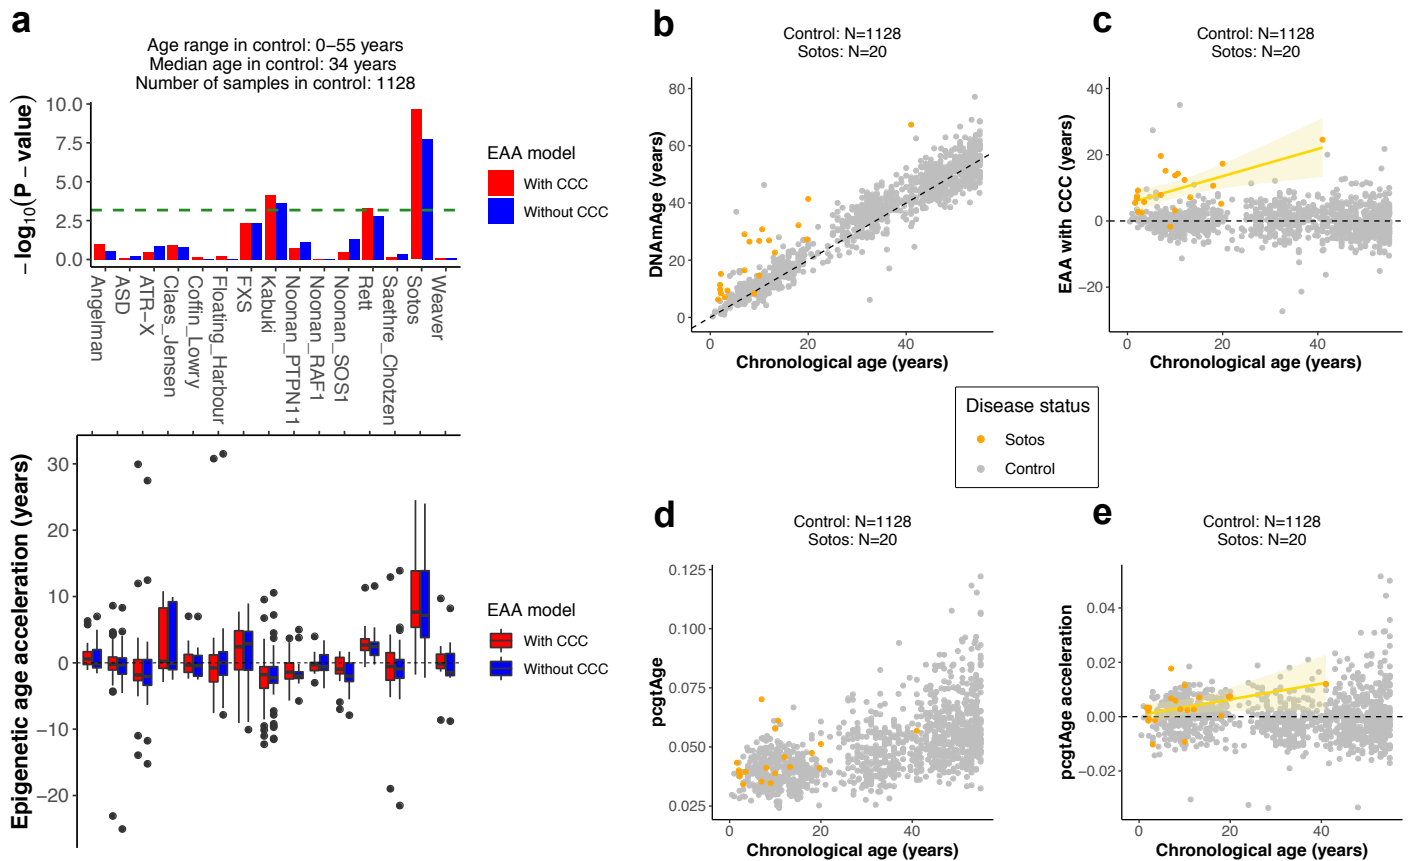 a
Age range in control: 0−55 years
Median age in control: 34 years
Number of samples in control: 1128
− log10(P − value)
10.0
7.5
5.0
2.5
0.0
EAA model
With CCC
Without CCC
Angelman
ASD
ATR−X
Claes_Jensen
Coffin_Lowry
Floating_Harbour
FXS
Kabuki
Noonan_PTPN11
Noonan_RAF1
Noonan_SOS1
Rett
Saethre_Chotzen
Sotos
Weaver
Epigenetic age acceleration (years)
30
20
10
0
−10
−20
EAA model
With CCC
Without CCC
b
Control: N=1128
Sotos: N=20
DNAmAge (years)
80
60
40
20
0
0
20
40
Chronological age (years)
c
Control: N=1128
Sotos: N=20
EAA with CCC (years)
40
20
0
−20
0
20
40
Chronological age (years)
Disease status
Sotos
Control
d
Control: N=1128
Sotos: N=20
pcgtAge
0.125
0.100
0.075
0.050
0.025
0
20
40
Chronological age (years)
e
Control: N=1128
Sotos: N=20
pcgtAge acceleration
0.04
0.02
0.00
−0.02
0
20
40
Chronological age (years)